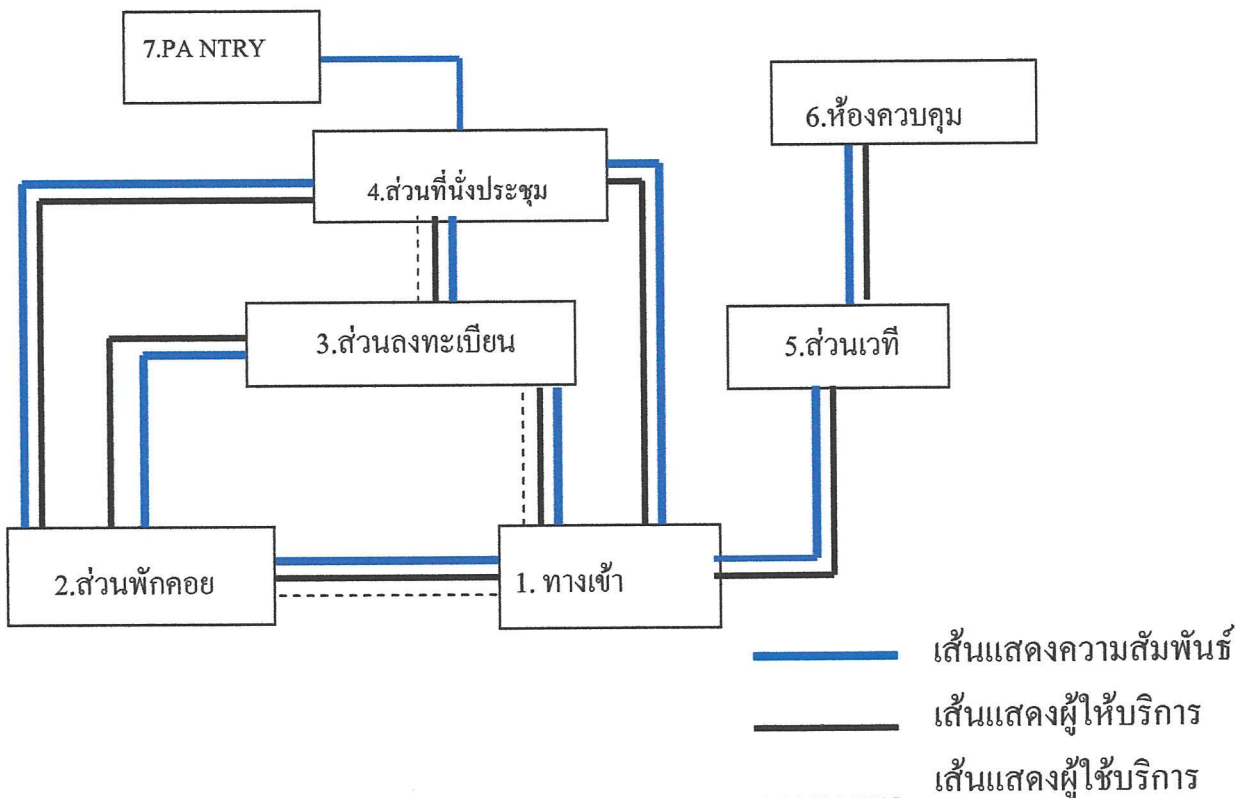 7.PA NTRY
6.ห้องควบคุม
4.ส่วนที่นั่งประชุม
3.ส่วนลงทะเบียน
5.ส่วนเวที
2.ส่วนพักคอย
1. ทางเข้า
เส้นแสดงความสัมพันธ์
เส้นแสดงผู้ให้บริการ
เส้นแสดงผู้ใช้บริการ